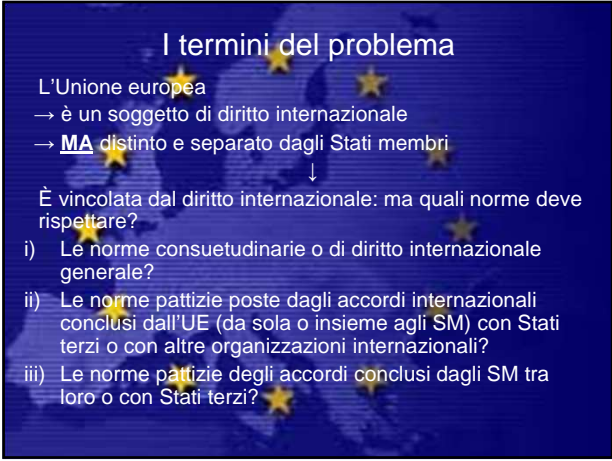 I termini del problema
L'Unione europea
→ è un soggetto di diritto internazionale
→ MA distinto e separato dagli Stati membri
↓
È vincolata dal diritto internazionale: ma quali norme deve
rispettare?
i) Le norme consuetudinarie o di diritto internazionale
generale?
ii) Le norme pattizie poste dagli accordi internazionali
conclusi dall'UE (da sola o insieme agli SM) con Stati
terzi o con altre organizzazioni internazionali?
iii) Le norme pattizie degli accordi conclusi dagli SM tra
loro o con Stati terzi?